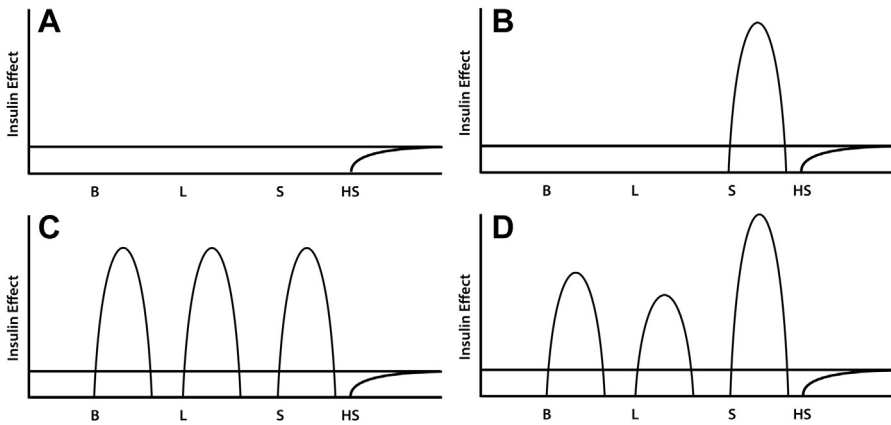 A
Insulin Effect
B L S HS
B
Insulin Effect
B L S HS
C
Insulin Effect
B L S HS
D
Insulin Effect
B L S HS